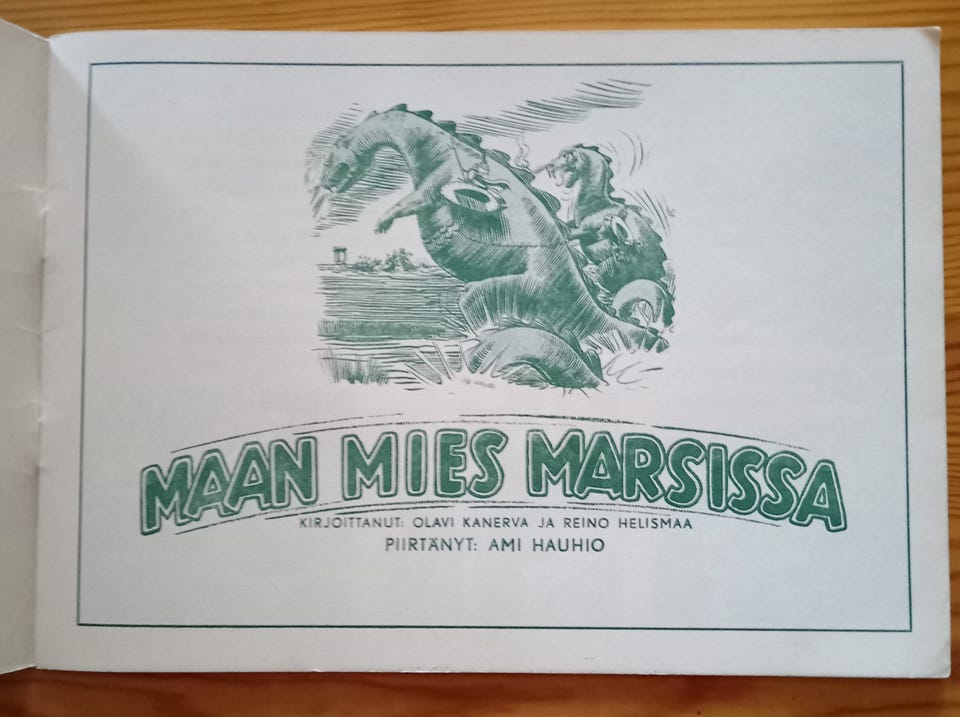 MAAN MIES MARSISSA
KIRJOITTANUT: OLAVI KANERVA JA REINO HELISMAA
PIIRTÄNYT: AMI HAUHIO